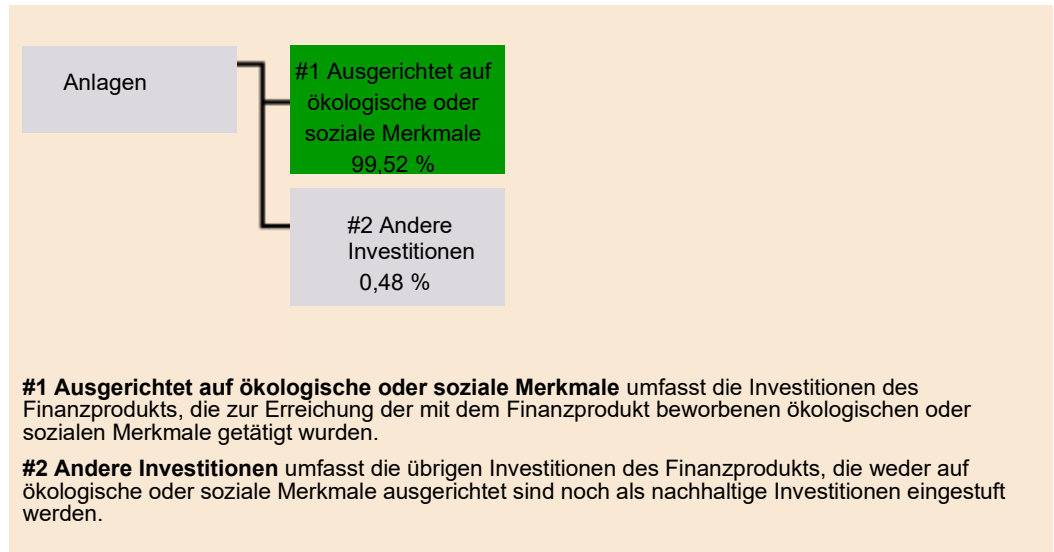 Anlagen
#1 Ausgerichtet auf
ökologische oder
soziale Merkmale
99,52 %
#2 Andere
Investitionen
0,48 %
#1 Ausgerichtet auf ökologische oder soziale Merkmale umfasst die Investitionen des
Finanzprodukts, die zur Erreichung der mit dem Finanzprodukt beworbenen ökologischen oder
sozialen Merkmale getätigt wurden.
#2 Andere Investitionen umfasst die übrigen Investitionen des Finanzprodukts, die weder auf
ökologische oder soziale Merkmale ausgerichtet sind noch als nachhaltige Investitionen eingestuft
werden.